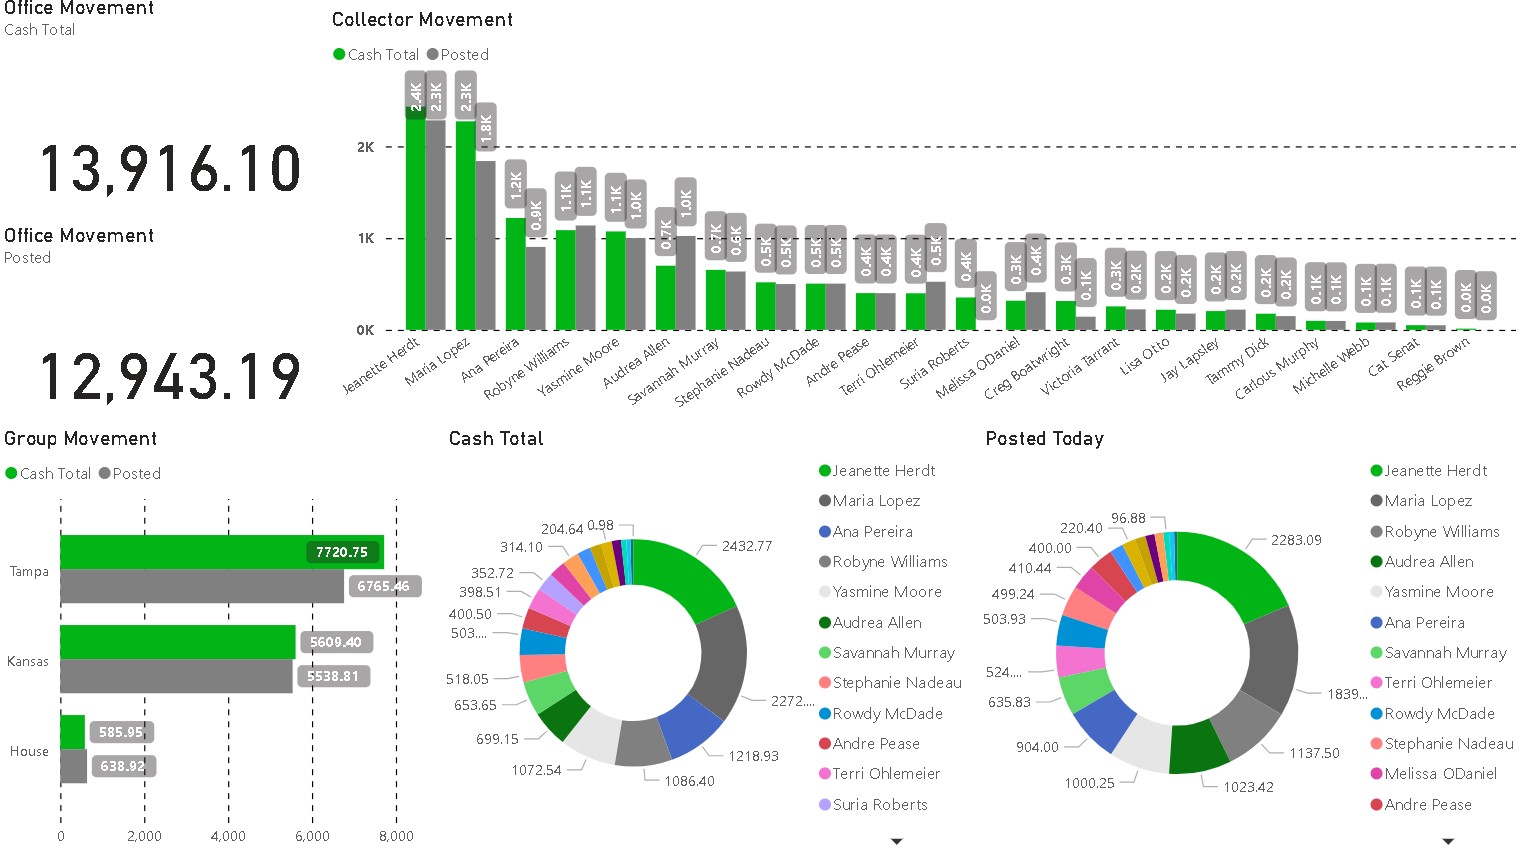 Office Movement
Cash Total
13,916.10
Office Movement
Posted
12,943.19
Collector Movement
Cash Total Posted
2K
1K
0K
2.4K 2.3K 2.3K 1.8K 1.2K 0.9K 1.1K 1.1K 1.1K 1.0K 0.7K 1.0K 0.7K 0.6K 0.5K 0.5K 0.5K 0.5K 0.4K 0.4K 0.4K 0.5K 0.4K 0.0K 0.3K 0.4K 0.3K 0.1K 0.3K 0.2K 0.2K 0.2K 0.2K 0.2K 0.2K 0.2K 0.1K 0.1K 0.1K 0.1K 0.1K 0.1K 0.0K 0.0K
Jeanette Herdt
Maria Lopez
Ana Pereira
Robyne Williams
Yasmine Moore
Audrea Allen
Savannah Murray
Stephanie Nadeau
Rowdy McDade
Andre Pease
Terri Ohlemeier
Suria Roberts
Melissa ODaniel
Creg Boatwright
Victoria Tarrant
Lisa Otto
Jay Lapsley
Tammy Dick
Carlous Murphy
Michelle Webb
Cat Senat
Reggie Brown
Group Movement
Cash Total Posted
Tampa
7720.75
6765.46
Kansas
5609.40
5538.81
House
585.95
638.92
0 2,000 4,000 6,000 8,000
Cash Total
2432.77
2272....
1218.93
1086.40
1072.54
699.15
653.65
518.05
503....
400.50
398.51
352.72
314.10
204.64
0.98
Jeanette Herdt
Maria Lopez
Ana Pereira
Robyne Williams
Yasmine Moore
Audrea Allen
Savannah Murray
Stephanie Nadeau
Rowdy McDade
Andre Pease
Terri Ohlemeier
Suria Roberts
Posted Today
2283.09
1839...
1137.50
1023.42
1000.25
904.00
635.83
524....
503.93
499.24
410.44
400.00
220.40
96.88
Jeanette Herdt
Maria Lopez
Robyne Williams
Audrea Allen
Yasmine Moore
Ana Pereira
Savannah Murray
Terri Ohlemeier
Rowdy McDade
Stephanie Nadeau
Melissa ODaniel
Andre Pease